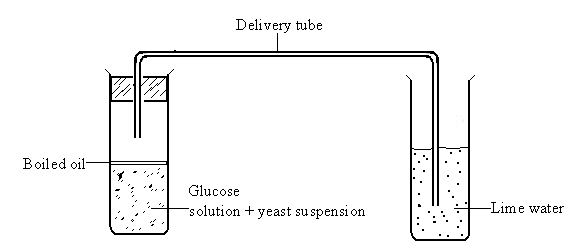 Delivery tube
Boiled oil
Glucose
solution + yeast suspension
Lime water